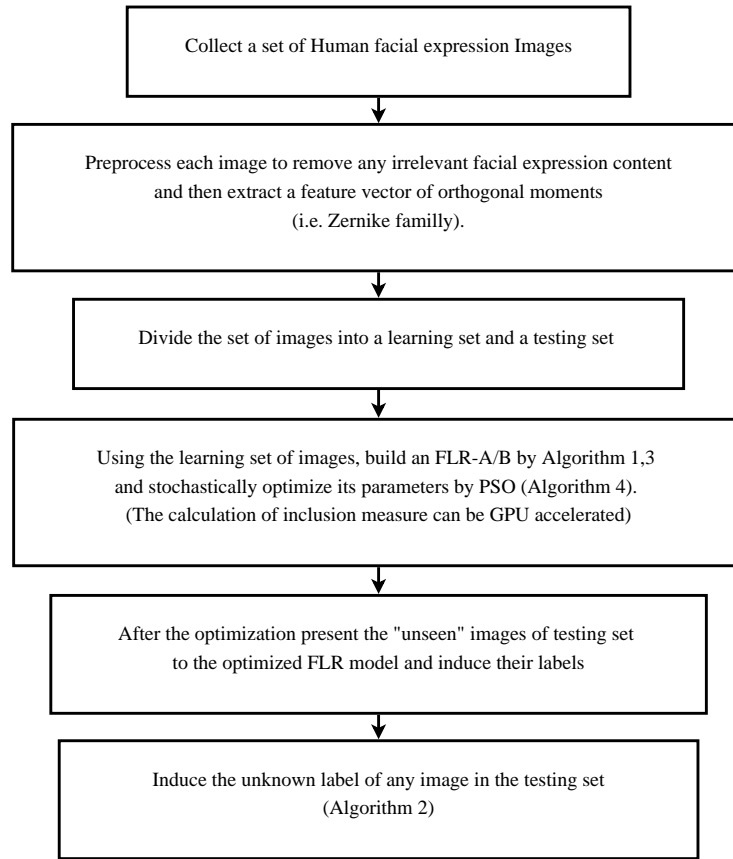 Collect a set of Human facial expression Images
Preprocess each image to remove any irrelevant facial expression content
and then extract a feature vector of orthogonal moments
(i.e. Zernike familly).
Divide the set of images into a learning set and a testing set
Using the learning set of images, build an FLR-A/B by Algorithm 1,3
and stochastically optimize its parameters by PSO (Algorithm 4).
(The calculation of inclusion measure can be GPU accelerated)
After the optimization present the "unseen" images of testing set
to the optimized FLR model and induce their labels
Induce the unknown label of any image in the testing set
(Algorithm 2)